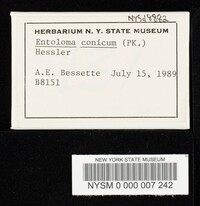 HERBARIUM N. Y. STATE MUSEUM
Entoloma conicum (PK.)
Hessler
A.E. Bessette July 15, 1989
B8151
NEW YORK STATE MUSEUM
NYSM 0 000 007 242